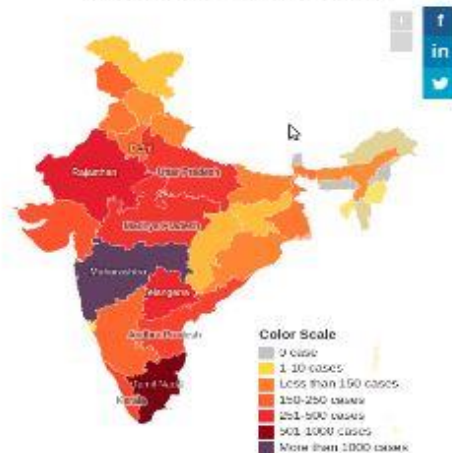 f
in
Delhi
Rajasthan
Uttar Pradesh
Madhya Pradesh
Maharashtra
Telangana
Andhra Pradesh
Tamil Nadu
Kerala
Color Scale
0 case
1-10 cases
Less than 150 cases
150-250 cases
251-500 cases
501-1000 cases
More than 1000 cases